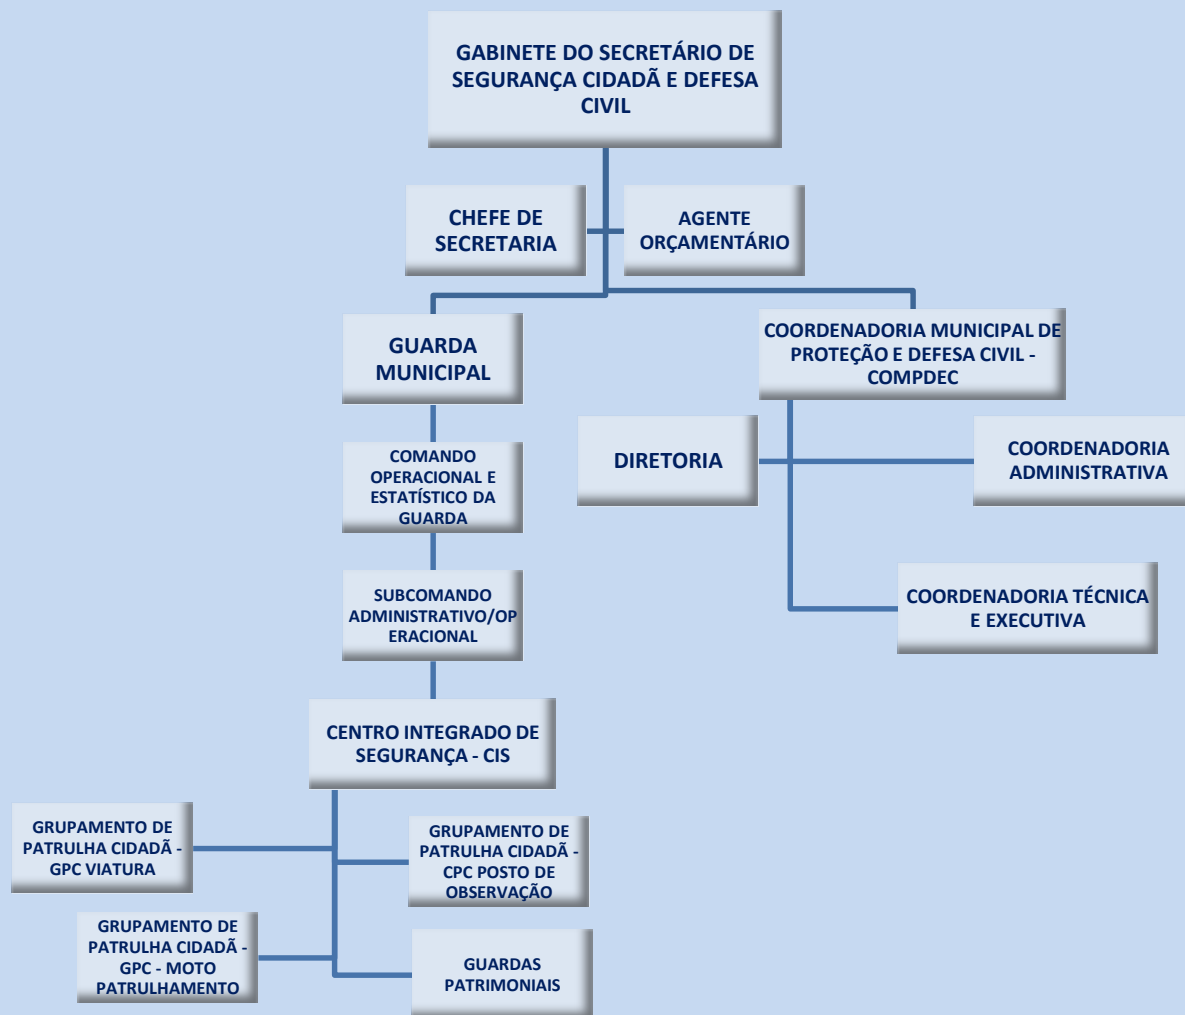 GABINETE DO SECRETÁRIO DE
SEGURANÇA CIDADÃ E DEFESA
CIVIL
CHEFE DE
SECRETARIA
AGENTE
ORÇAMENTÁRIO
GUARDA
MUNICIPAL
COORDENADORIA MUNICIPAL DE
PROTEÇÃO E DEFESA CIVIL -
COMPDEC
COMANDO
OPERACIONAL E
ESTATÍSTICO DA
GUARDA
DIRETORIA
COORDENADORIA
ADMINISTRATIVA
SUBCOMANDO
ADMINISTRATIVO/OP
ERACIONAL
COORDENADORIA TÉCNICA
E EXECUTIVA
CENTRO INTEGRADO DE
SEGURANÇA - CIS
GRUPAMENTO DE
PATRULHA CIDADÃ -
GPC VIATURA
GRUPAMENTO DE
PATRULHA CIDADÃ -
CPC POSTO DE
OBSERVAÇÃO
GRUPAMENTO DE
PATRULHA CIDADÃ -
GPC - MOTO
PATRULHAMENTO
GUARDAS
PATRIMONIAIS